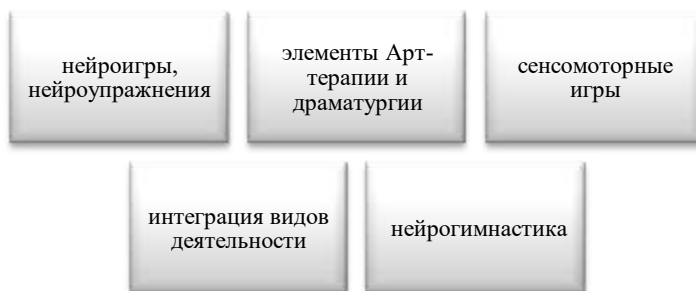 нейроигры,
нейроупражнения
элементы Арт-
терапии и
драматургии
сенсомоторные
игры
интеграция видов
деятельности
нейрогимнастика